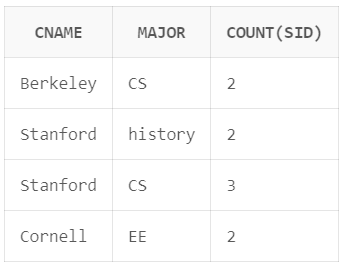 CNAME MAJOR COUNT(SID)
Berkeley CS 2
Stanford history 2
Stanford CS 3
Cornell EE 2